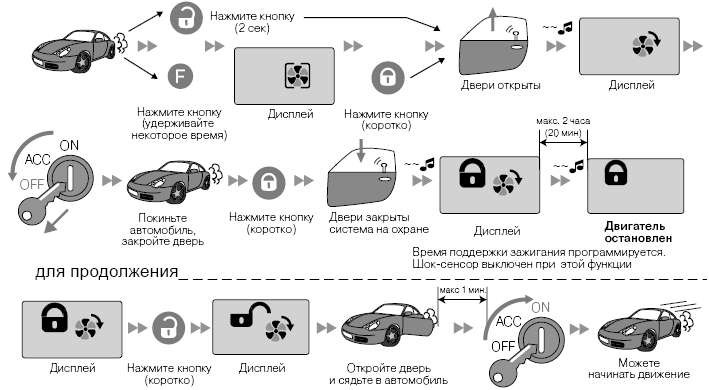 Нажмите кнопку
(2 сек)
F
Нажмите кнопку
(удерживайте
некоторое время)
Дисплей
Нажмите кнопку
(коротко)
Двери открыты
Дисплей
ON
ACC
OFF
Покиньте
автомобиль,
закройте дверь
Нажмите кнопку
(коротко)
Двери закрыты
система на охране
Дисплей
макс. 2 часа
(20 мин)
Двигатель
остановлен
Время поддержки зажигания программируется.
Шок-сенсор выключен при этой функции
для продолжения
Дисплей
Нажмите кнопку
(коротко)
Дисплей
Откройте дверь
и сядьте в автомобиль
макс 1 мин.
ON
ACC
OFF
Можете
начинать движение